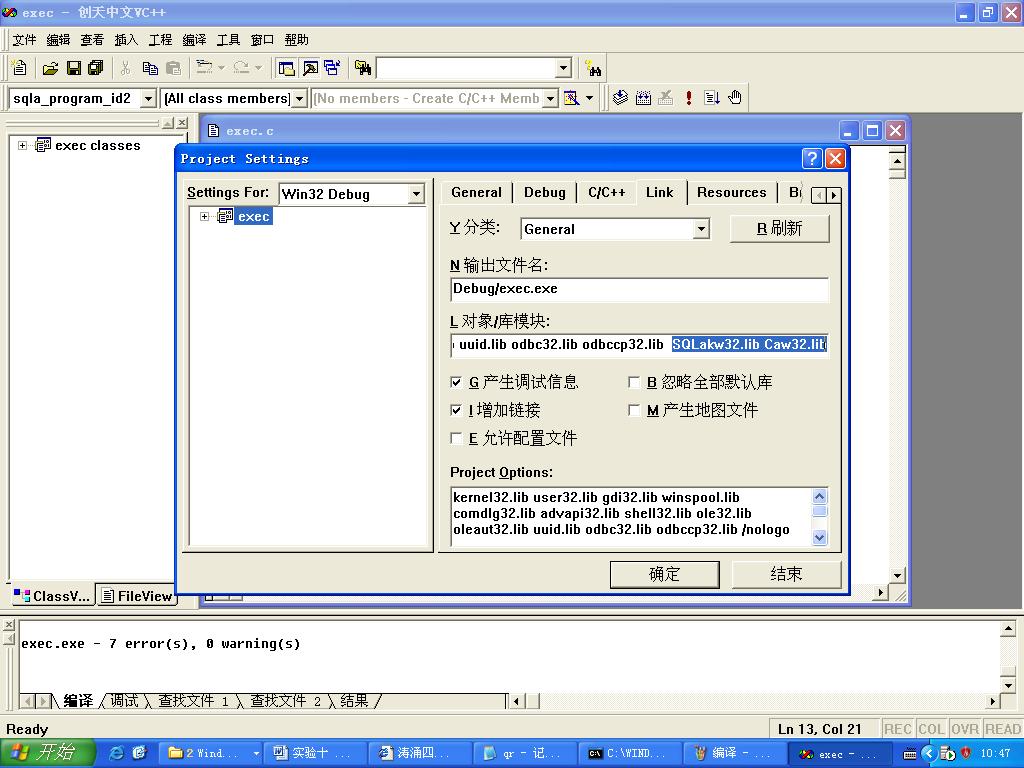 exec - 创天中文VC++
文件 编辑 查看 插入 工程 编译 工具 窗口 帮助
sqla_program_id2 [All class members] [No members - Create C/C++ Memb
exec classes
exec.c
Project Settings
Settings For: Win32 Debug
exec
General Debug C/C++ Link Resources
Y 分类: General R 刷新
N 输出文件名:
Debug/exec.exe
L 对象/库模块:
uuid.lib odbc32.lib odbccp32.lib SQLakw32.lib Caw32.lib
G 产生调试信息 B 忽略全部默认库
I 增加链接 M 产生地图文件
E 允许配置文件
Project Options:
kernel32.lib user32.lib gdi32.lib winspool.lib
comdlg32.lib advapi32.lib shell32.lib ole32.lib
oleaut32.lib uuid.lib odbc32.lib odbccp32.lib /nologo
确定 结束
ClassV... FileView
exec.exe - 7 error(s), 0 warning(s)
编译 调试 查找文件 1 查找文件 2 结果
Ready Ln 13, Col 21 REC COL OVR READ
开始 2 Wind... 实验十 ... 涛涌四... qr - 记... C:\WIND... 编译 - ... exec - ... 10:47